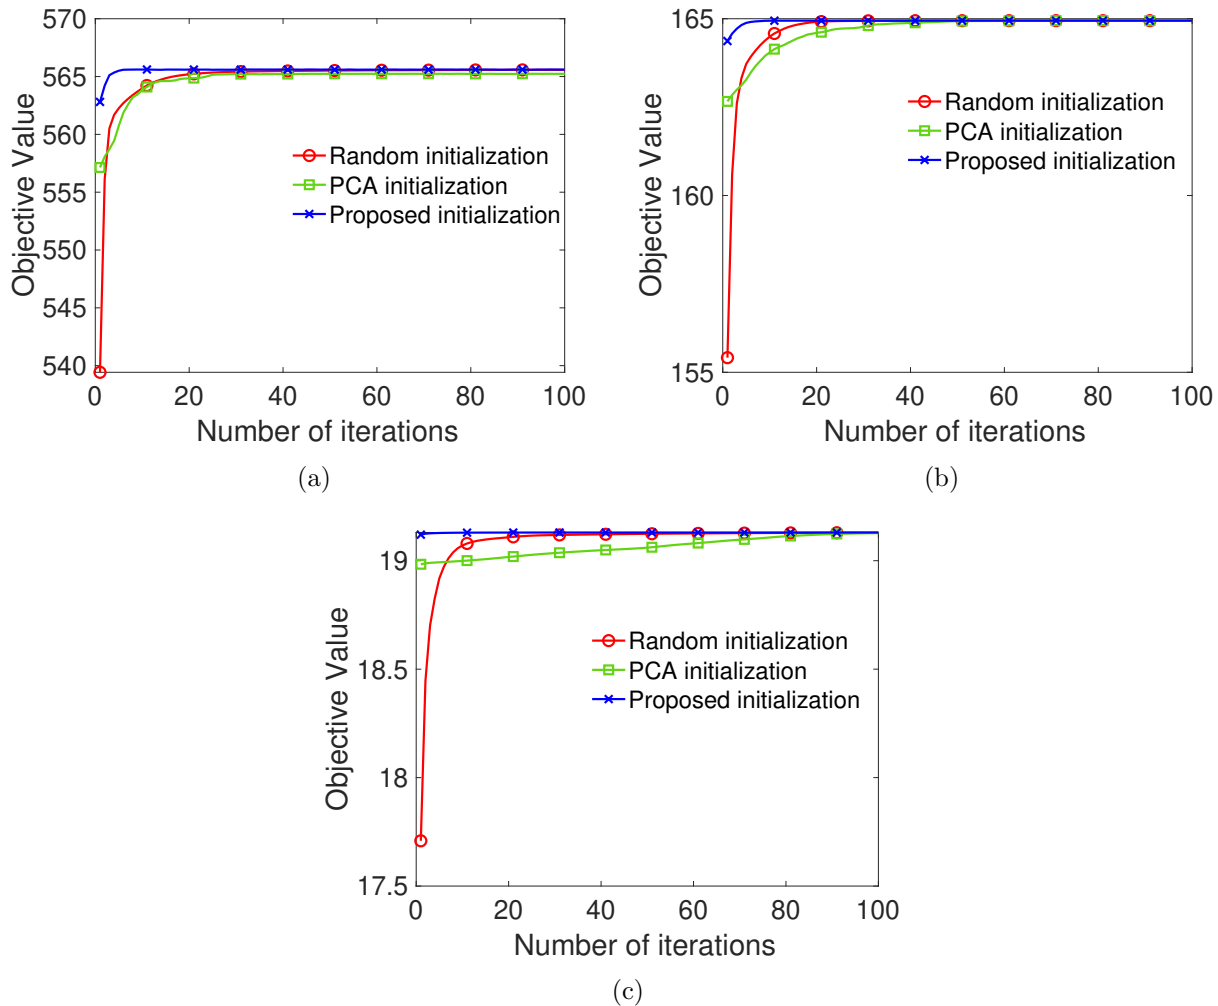 570
565
560
555
550
545
540
0 20 40 60 80 100
Objective Value
Number of iterations
Random initialization
PCA initialization
Proposed initialization
(a)
165
160
155
0 20 40 60 80 100
Objective Value
Number of iterations
Random initialization
PCA initialization
Proposed initialization
(b)
19
18.5
18
17.5
0 20 40 60 80 100
Objective Value
Number of iterations
Random initialization
PCA initialization
Proposed initialization
(c)